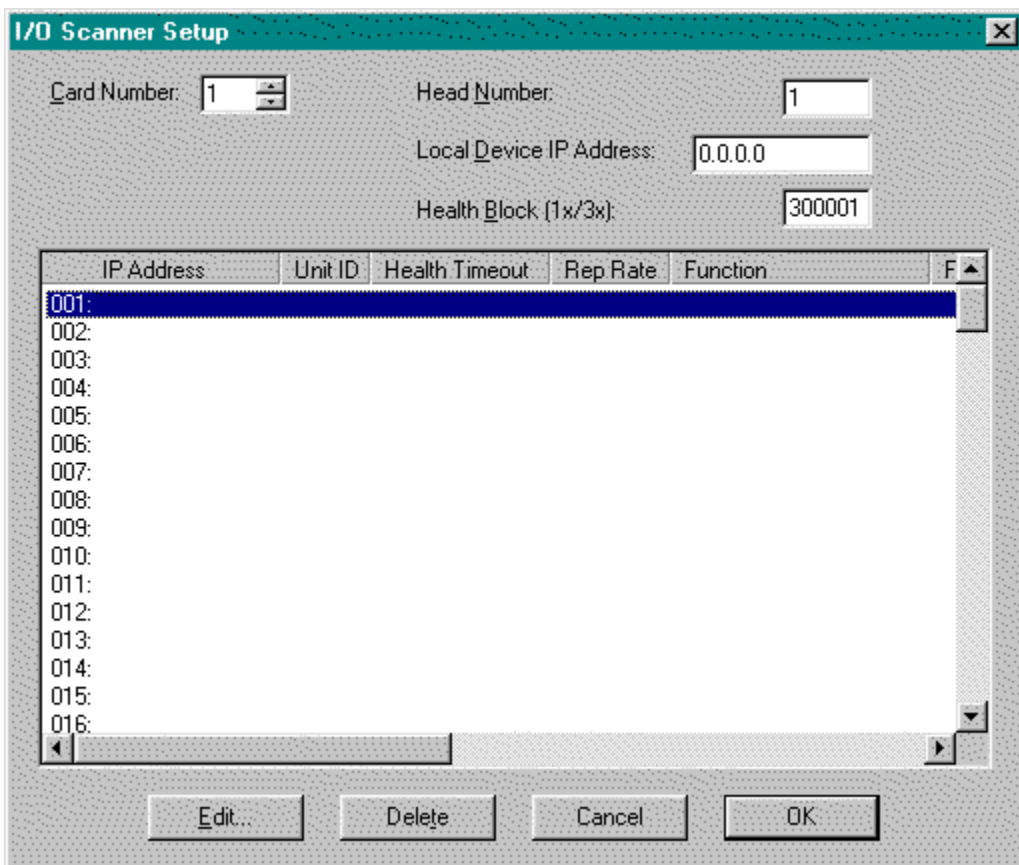 I/O Scanner Setup
Card Number: 1 Head Number: 1
Local Device IP Address: 0.0.0.0
Health Block (1x/3x): 300001
IP Address Unit ID Health Timeout Rep Rate Function F
001:
002:
003:
004:
005:
006:
007:
008:
009:
010:
011:
012:
013:
014:
015:
016:
Edit... Delete Cancel OK